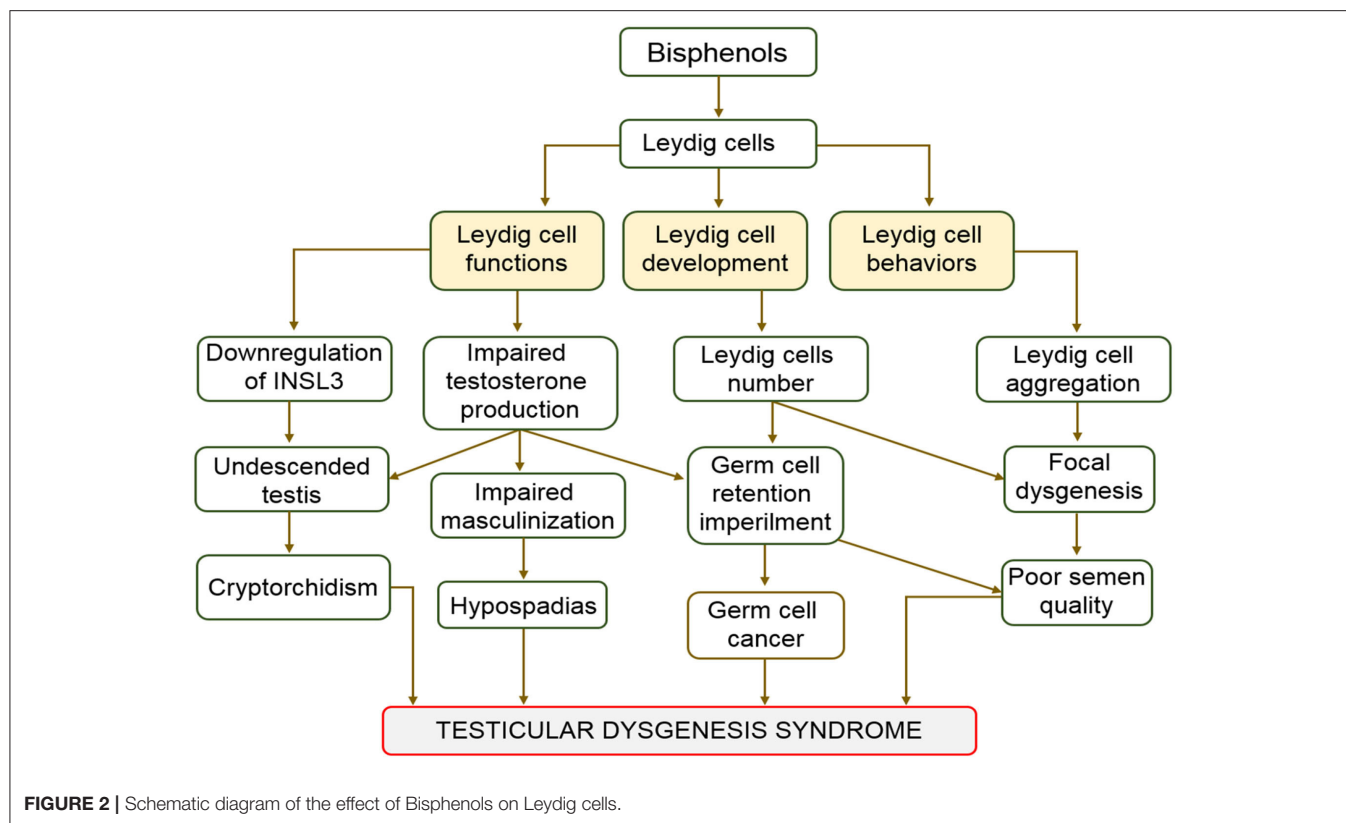 Bisphenols
Leydig cells
Leydig cell
functions
Leydig cell
development
Leydig cell
behaviors
Downregulation
of INSL3
Impaired
testosterone
production
Leydig cells
number
Leydig cell
aggregation
Undescended
testis
Impaired
masculinization
Germ cell
retention
imperilment
Focal
dysgenesis
Cryptorchidism
Hypospadias
Germ cell
cancer
Poor semen
quality
TESTICULAR DYSGENESIS SYNDROME
FIGURE 2 | Schematic diagram of the effect of Bisphenols on Leydig cells.